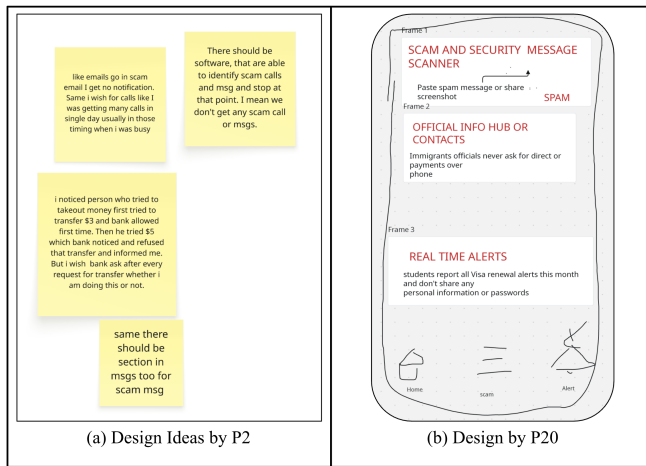 like emails go in scam
email I get no notification.
Same i wish for calls like I
was getting many calls in
single day usually in those
timing when i was busy
There should be
software, that are able
to identify scam calls
and msg and stop at
that point. I mean we
don't get any scam call
or msgs.
i noticed person who tried to
takeout money first tried to
transfer $3 and bank allowed
first time. Then he tried $5
which bank noticed and refused
that transfer and informed me.
But i wish bank ask after every
request for transfer whether i
am doing this or not.
same there
should be
section in
msgs too for
scam msg
(a) Design Ideas by P2
Frame 1
SCAM AND SECURITY MESSAGE
SCANNER
Paste spam message or share
screenshot
SPAM
Frame 2
OFFICIAL INFO HUB OR
CONTACTS
Immigrants officials never ask for direct or
payments over
phone
Frame 3
REAL TIME ALERTS
students report all Visa renewal alerts this month
and don't share any
personal information or passwords
Home
scam
Alert
(b) Design by P20